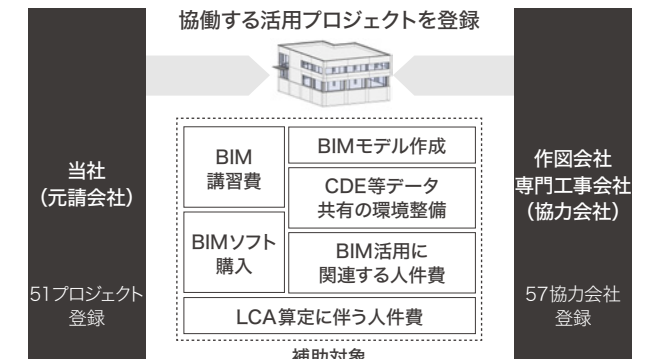 協働する活用プロジェクトを登録
当社
（元請会社）
51プロジェクト
登録
BIM
講習費
BIMソフト
購入
BIMモデル作成
CDE等データ
共有の環境整備
BIM活用に
関連する人件費
LCA算定に伴う人件費
補助対象
作図会社
専門工事会社
（協力会社）
57協力会社
登録